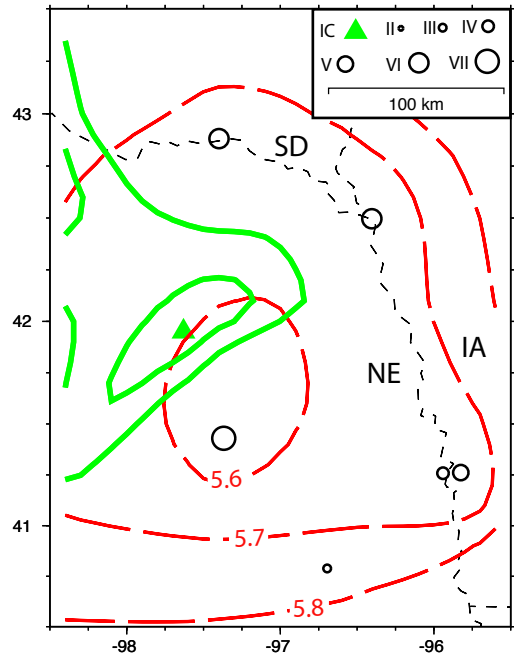 IC II III IV
V VI VII
100 km
43
SD
42
IA
NE
5.6
41
5.7
5.8
-98 -97 -96